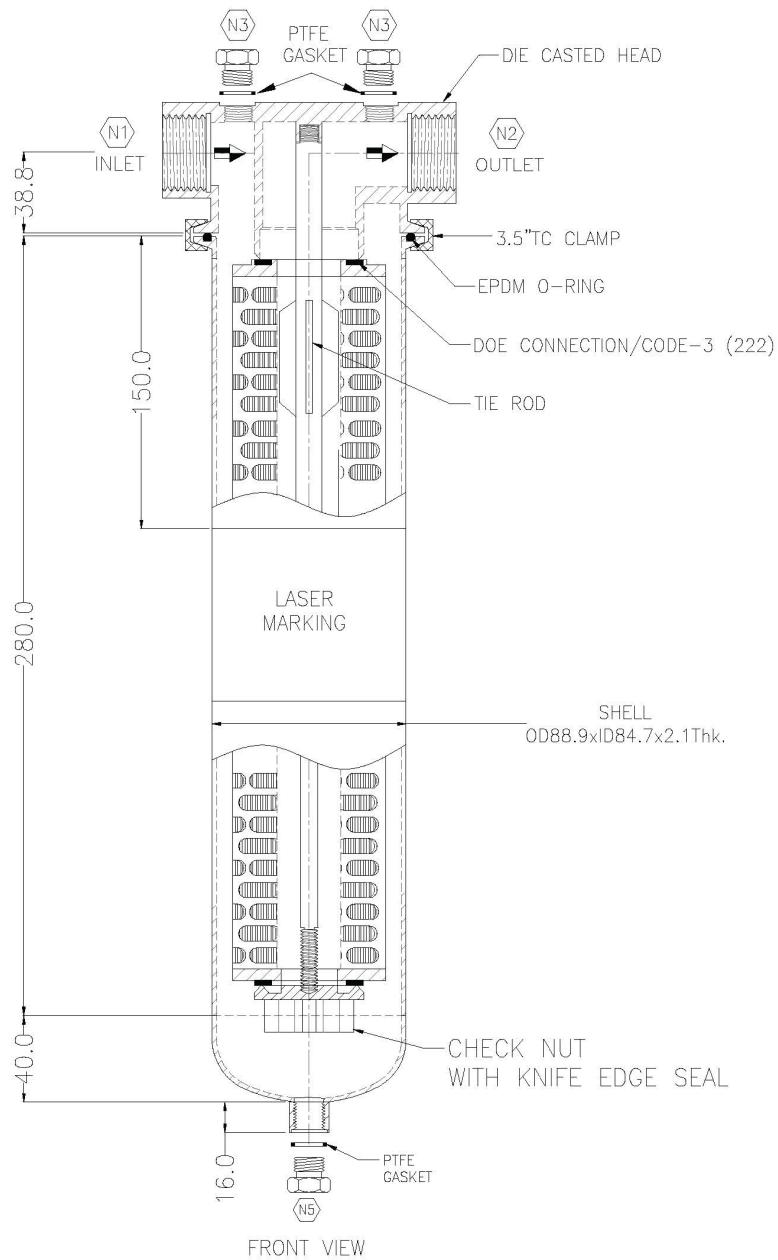 N3
PTFE
GASKET
N3
DIE CASTED HEAD
N1
INLET
N2
OUTLET
38.8
3.5"TC CLAMP
EPDM O-RING
DOE CONNECTION/CODE-3 (222)
TIE ROD
150.0
280.0
LASER
MARKING
SHELL
OD88.9xID84.7x2.1Thk.
40.0
CHECK NUT
WITH KNIFE EDGE SEAL
16.0
PTFE
GASKET
N5
FRONT VIEW